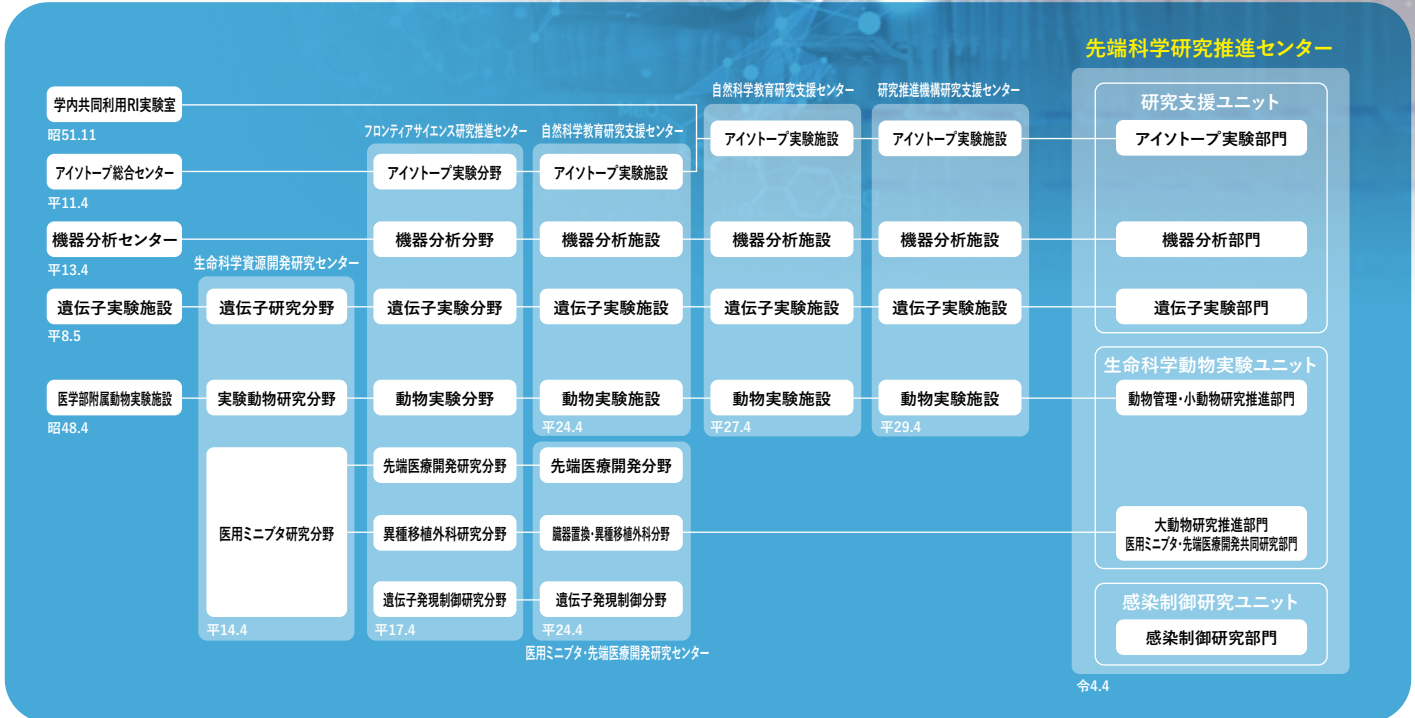 先端科学研究推進センター
学内共同利用RI実験室
昭51.11
アイソトープ総合センター
平11.4
機器分析センター
平13.4
遺伝子実験施設
平8.5
医学部附属動物実験施設
昭48.4
生命科学資源開発研究センター
遺伝子研究分野
実験動物研究分野
医用ミニブタ研究分野
平14.4
フロンティアサイエンス研究推進センター
アイソトープ実験分野
機器分析分野
遺伝子実験分野
動物実験分野
先端医療開発研究分野
異種移植外科研究分野
遺伝子発現制御研究分野
平17.4
自然科学教育研究支援センター
アイソトープ実験施設
機器分析施設
遺伝子実験施設
動物実験施設
平24.4
先端医療開発分野
臓器置換・異種移植外科分野
遺伝子発現制御分野
平24.4
医用ミニブタ・先端医療開発研究センター
自然科学教育研究支援センター
アイソトープ実験施設
機器分析施設
遺伝子実験施設
動物実験施設
平27.4
研究推進機構研究支援センター
アイソトープ実験施設
機器分析施設
遺伝子実験施設
動物実験施設
平29.4
研究支援ユニット
アイソトープ実験部門
機器分析部門
遺伝子実験部門
生命科学動物実験ユニット
動物管理・小動物研究推進部門
大動物研究推進部門
医用ミニブタ・先端医療開発共同研究部門
感染制御研究ユニット
感染制御研究部門
令4.4